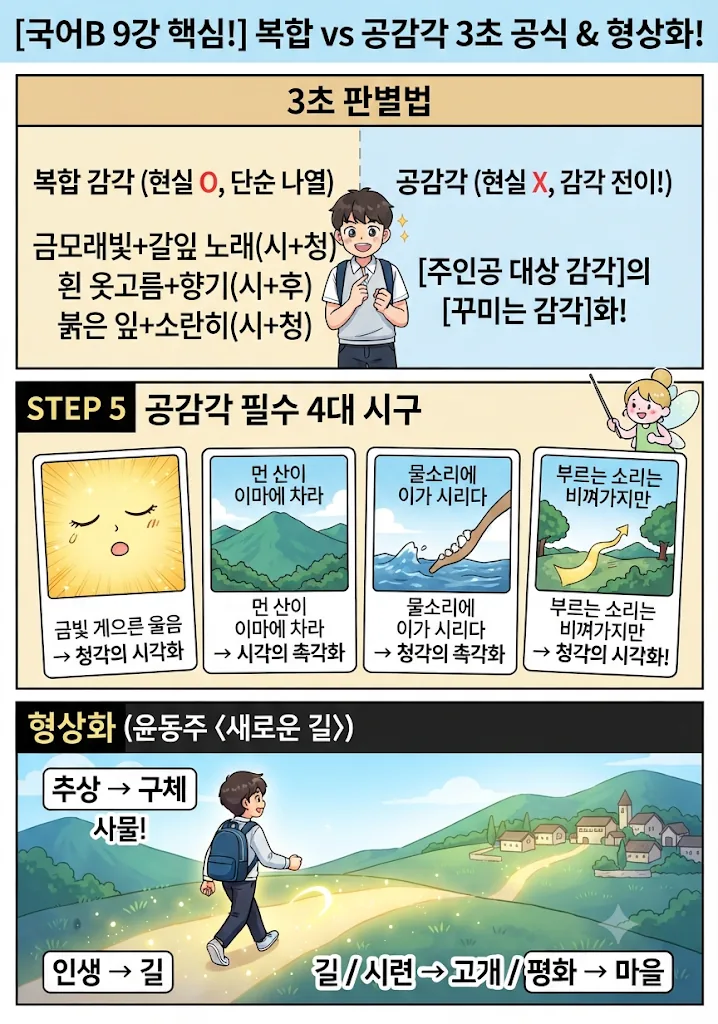 [국어B 9강 핵심!] 복합 vs 공감각 3초 공식 & 형상화!
3초 판별법
복합 감각 (현실 O, 단순 나열)
금모래빛+갈잎 노래(시+청)
흰 옷고름+향기(시+후)
붉은 잎+소란히(시+청)
공감각 (현실 X, 감각 전이!)
[주인공 대상 감각]의
[꾸미는 감각]화!
STEP 5 공감각 필수 4대 시구
금빛 게으른 울음
→ 청각의 시각화
먼 산이
이마에 차라
먼 산이
이마에 차라
→ 시각의 촉각화
물소리에
이가 시리다
물소리에
이가 시리다
→ 청각의 촉각화
부르는 소리는
비껴가지만
부르는 소리는
비껴가지만
→ 청각의 시각화!
형상화 (윤동주 〈새로운 길〉)
추상 → 구체
사물!
인생 → 길
길 / 시련 → 고개 / 평화 → 마을